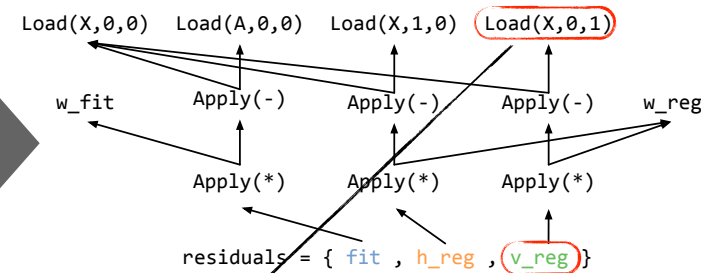 Load(X,0,0) Load(A,0,0) Load(X,1,0) Load(X,0,1)
w_fit Apply(-) Apply(-) Apply(-) w_reg
Apply(*) Apply(*) Apply(*)
residuals = { fit , h_reg , v_reg }